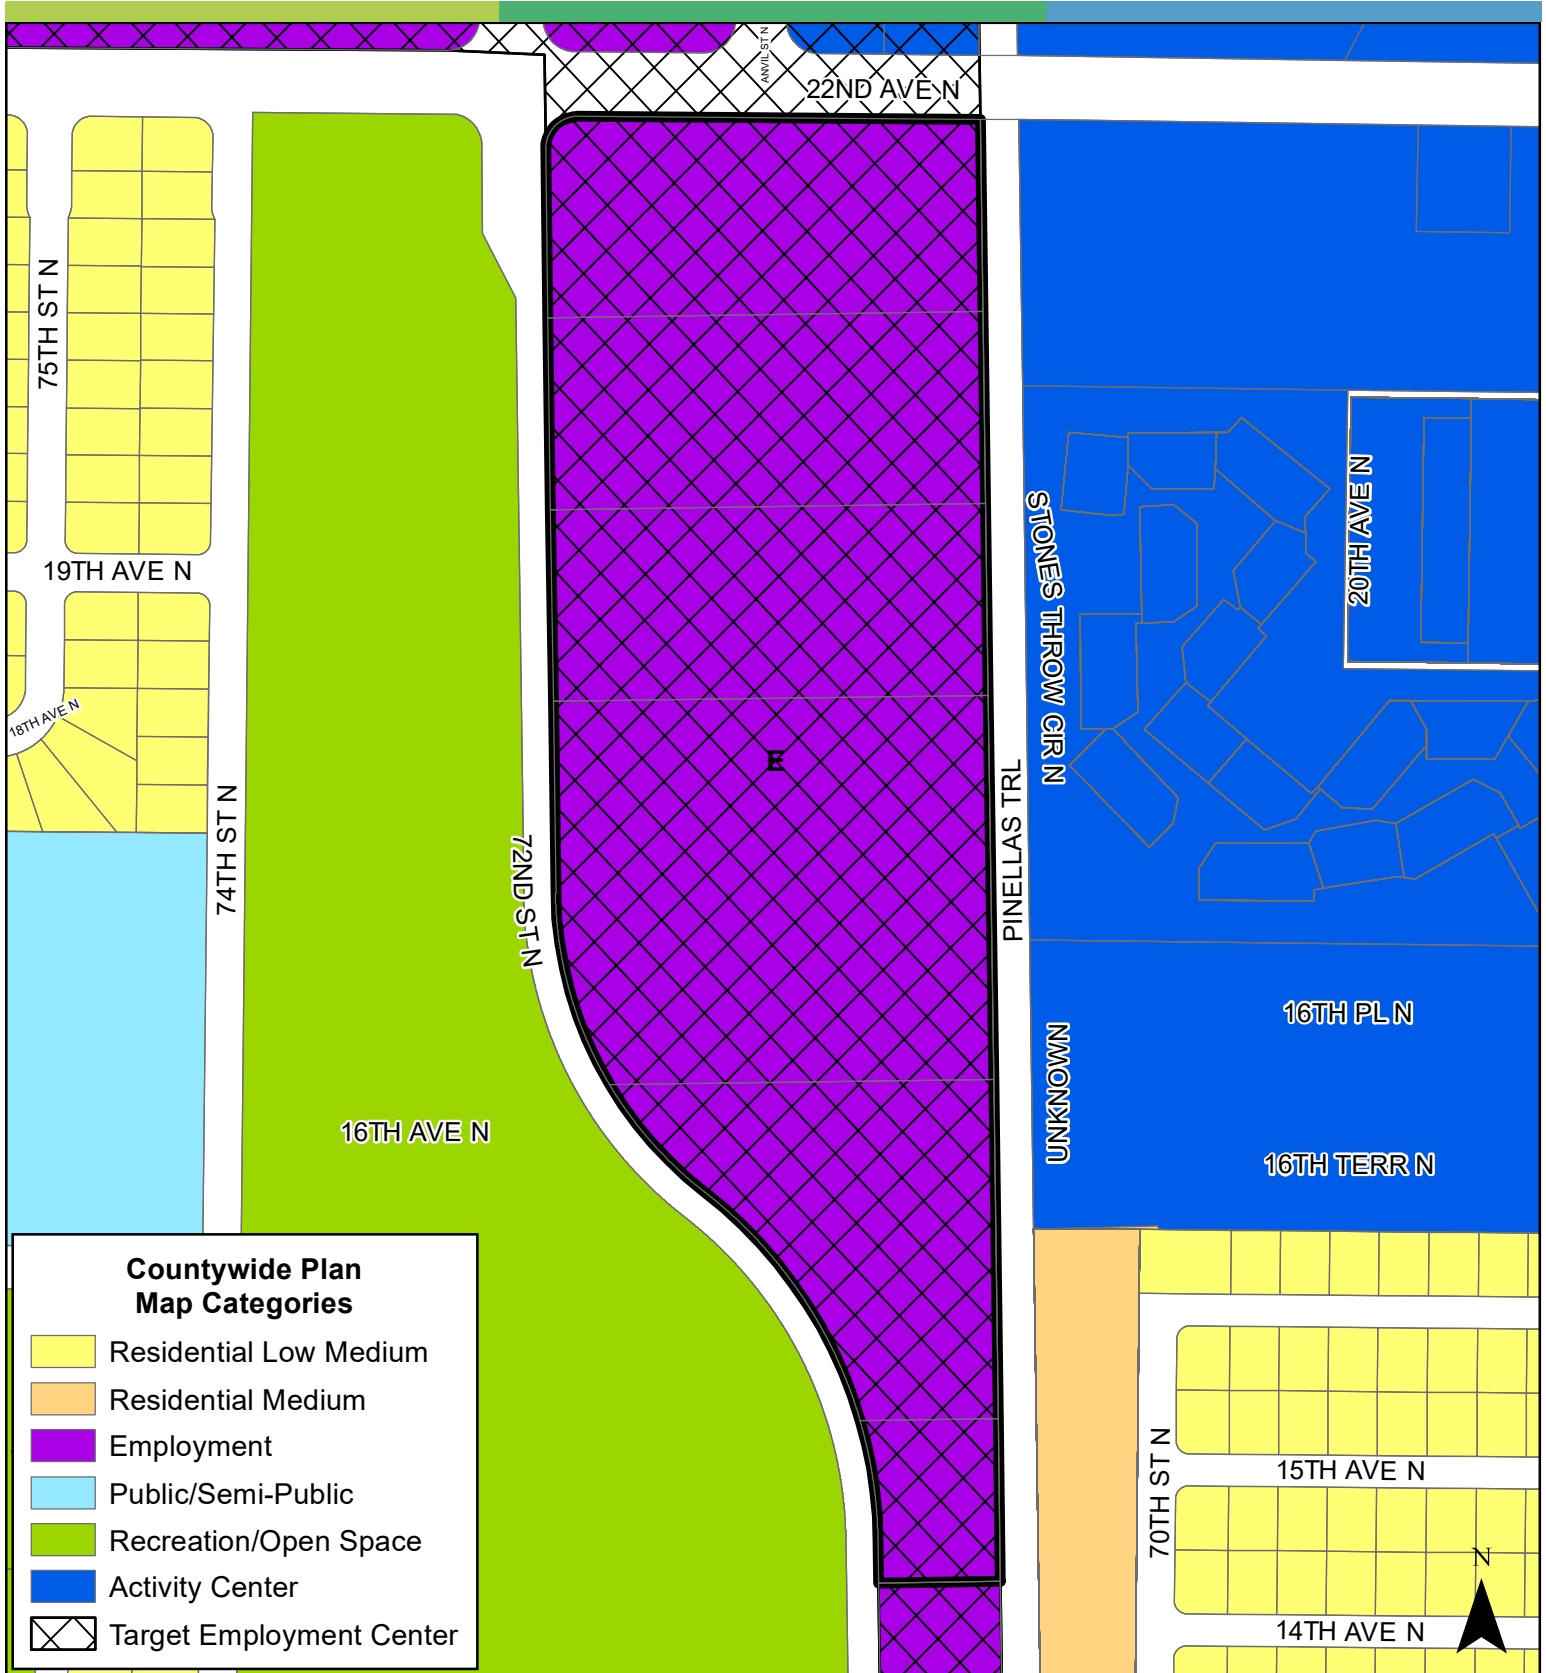 ANVIL ST N
22ND AVE N
75TH ST N
19TH AVE N
18TH AVE N
74TH ST N
72ND ST N
E
PINELLAS TRL
STONES THROW CIR N
20TH AVE N
UNKNOWN
16TH PL N
16TH AVE N
16TH TERR N
70TH ST N
15TH AVE N
N
14TH AVE N
Countywide Plan
Map Categories
Residential Low Medium
Residential Medium
Employment
Public/Semi-Public
Recreation/Open Space
Activity Center
Target Employment Center